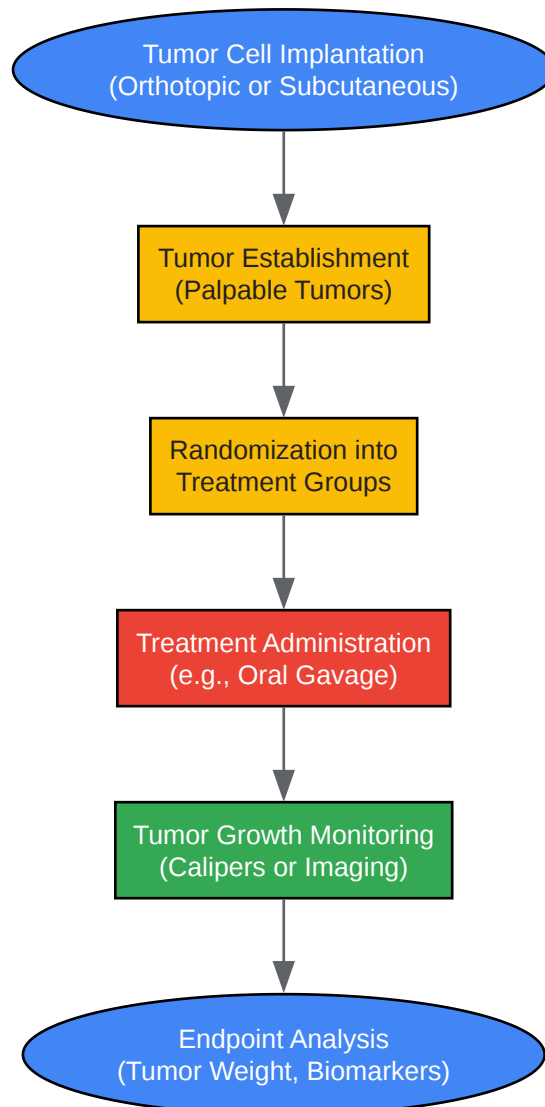 Tumor Cell Implantation
(Orthotopic or Subcutaneous)
Tumor Establishment
(Palpable Tumors)
Randomization into
Treatment Groups
Treatment Administration
(e.g., Oral Gavage)
Tumor Growth Monitoring
(Calipers or Imaging)
Endpoint Analysis
(Tumor Weight, Biomarkers)